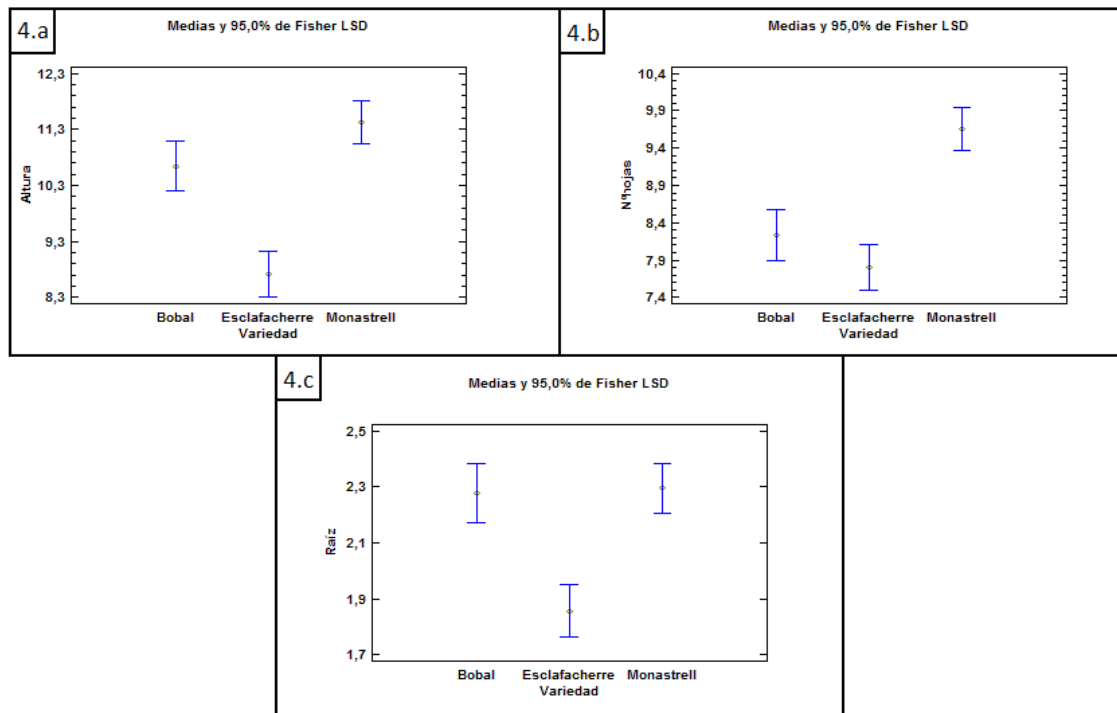 4.a
Medias y 95,0% de Fisher LSD
12,3
11,3
10,3
9,3
8,3
Altura
Bobal Esclafacherre Monastrell
Variedad
4.b
Medias y 95,0% de Fisher LSD
10,4
9,9
9,4
8,9
8,4
7,9
7,4
Nºhojas
Bobal Esclafacherre Monastrell
Variedad
4.c
Medias y 95,0% de Fisher LSD
2,5
2,3
2,1
1,9
1,7
Raíz
Bobal Esclafacherre Monastrell
Variedad